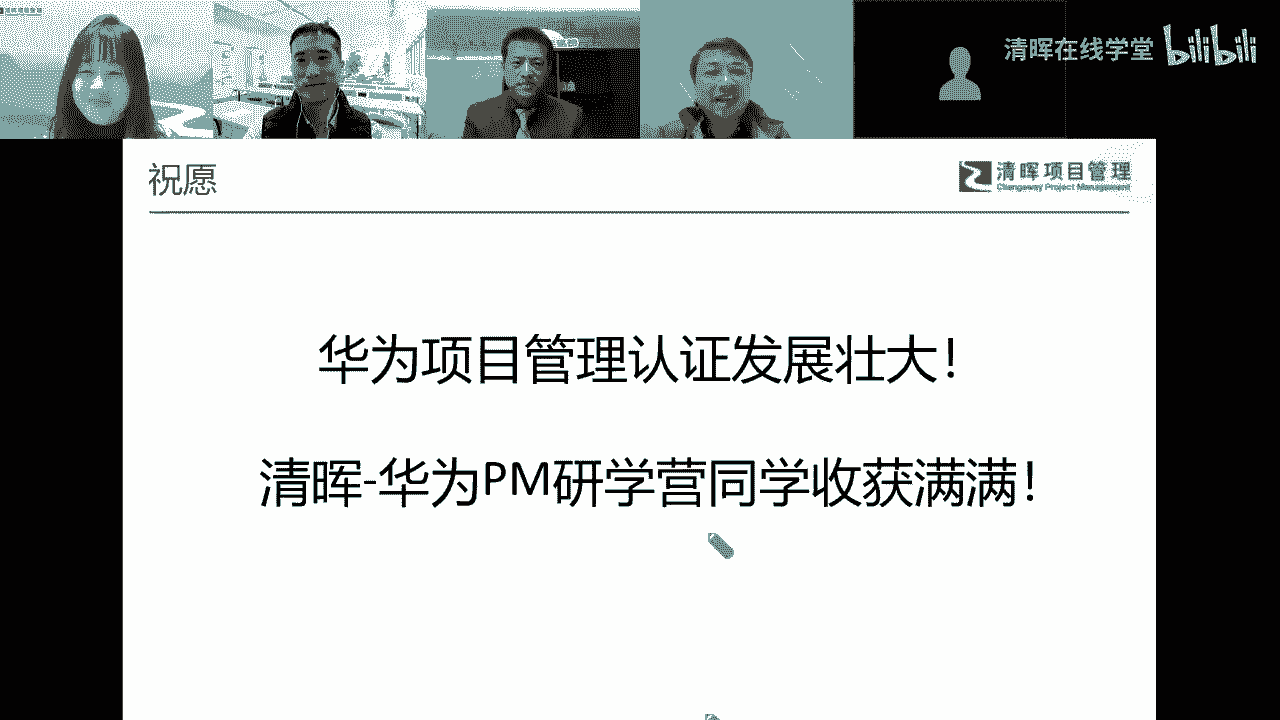 清晖在线学堂 bilibili
祝愿
清晖项目管理
Changeway Project Management
华为项目管理认证发展壮大!
清晖-华为PM研学营同学收获满满!